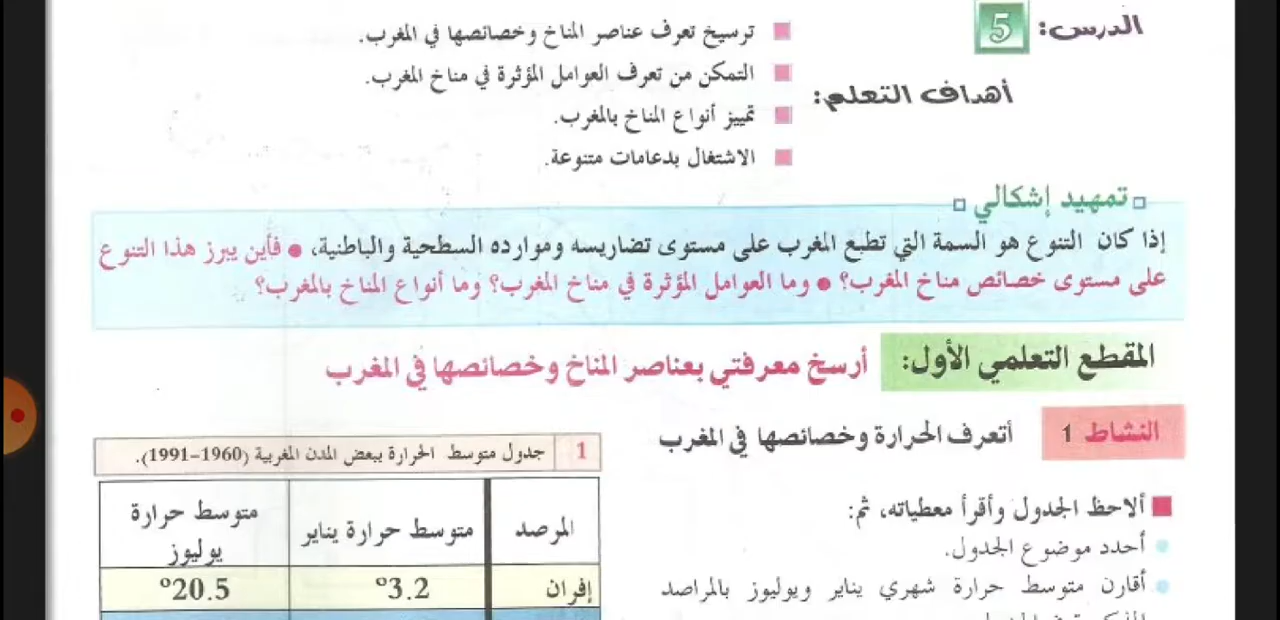 الدرس: 5
أهداف التعلم:
ترسيخ تعرف عناصر المناخ وخصائصها في المغرب.
التمكن من تعرف العوامل المؤثرة في مناخ المغرب.
تمييز أنواع المناخ بالمغرب.
الاشتغال بدعامات متنوعة.
تمهيد إشكالي
إذا كان التنوع هو السمة التي تطبع المغرب على مستوى تضاريسه وموارده السطحية والباطنية، ● فأين يبرز هذا التنوع
على مستوى خصائص مناخ المغرب؟ ● وما العوامل المؤثرة في مناخ المغرب؟ وما أنواع المناخ بالمغرب؟
المقطع التعلمي الأول: أرسخ معرفتي بعناصر المناخ وخصائصها في المغرب
النشاط 1 أتعرف الحرارة وخصائصها في المغرب
ألاحظ الجدول وأقرأ معطياته، ثم:
أحدد موضوع الجدول.
أقارن متوسط حرارة شهري يناير ويوليوز بالمراصد
1 جدول متوسط الحرارة ببعض المدن المغربية (1960-1991).
المرصد متوسط حرارة يناير متوسط حرارة يوليوز
إفران 3.2° 20.5°